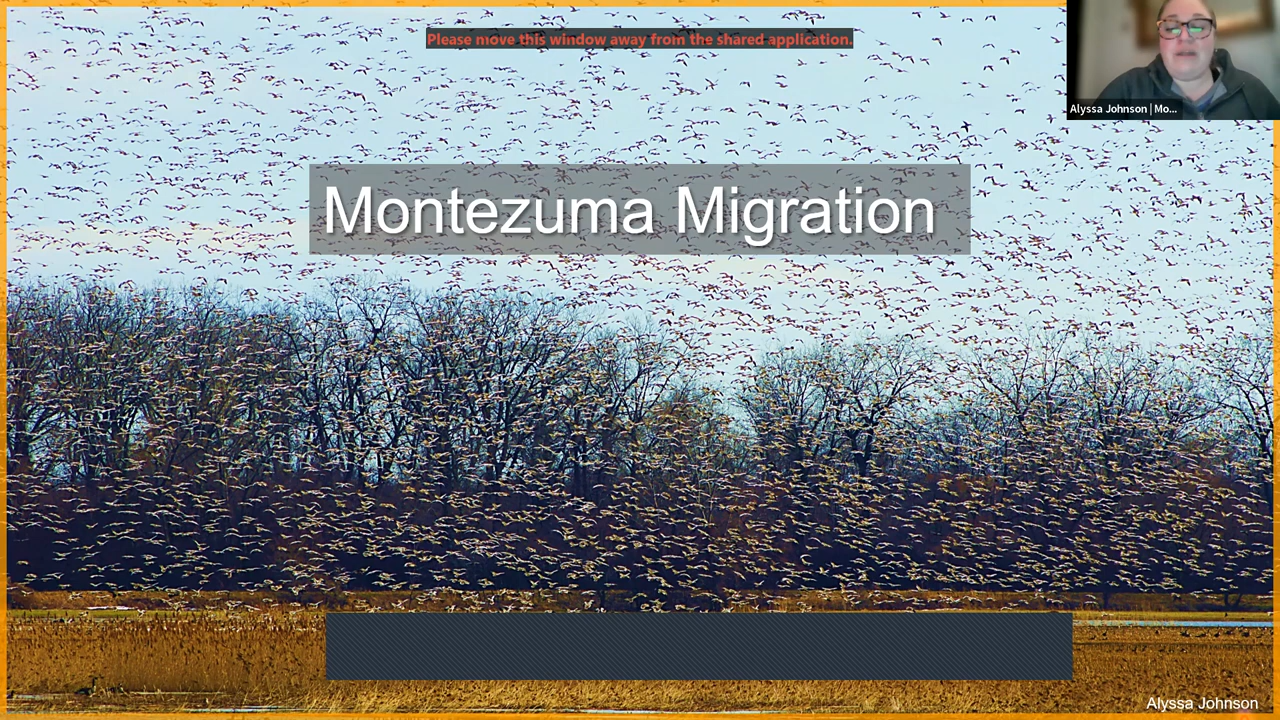 Please move this window away from the shared application.
Alyssa Johnson | Mo...
Montezuma Migration
Alyssa Johnson